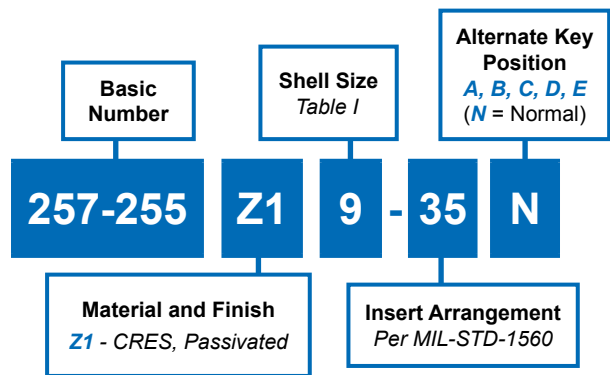 Basic
Number
Shell Size
Table I
Alternate Key
Position
A, B, C, D, E
(N = Normal)
257-255 Z1 9 - 35 N
Material and Finish
Z1 - CRES, Passivated
Insert Arrangement
Per MIL-STD-1560